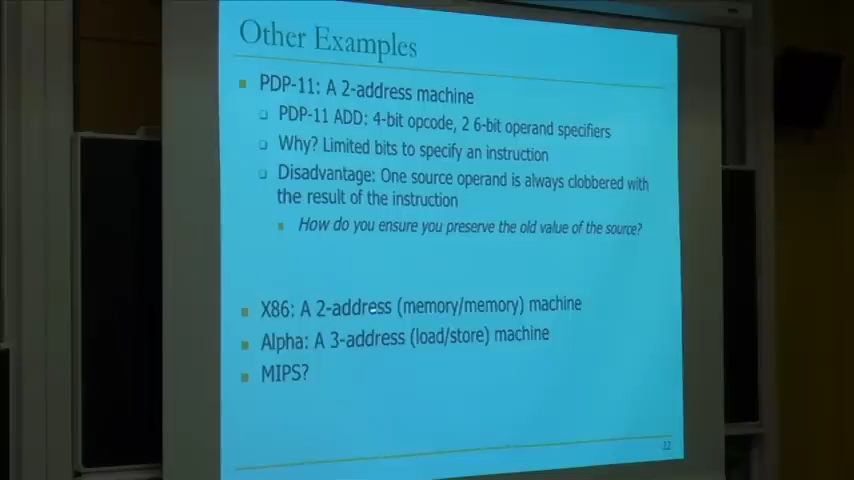 Other Examples
PDP-11: A 2-address machine
PDP-11 ADD: 4-bit opcode, 2 6-bit operand specifiers
Why? Limited bits to specify an instruction
Disadvantage: One source operand is always clobbered with
the result of the instruction
How do you ensure you preserve the old value of the source?
X86: A 2-address (memory/memory) machine
Alpha: A 3-address (load/store) machine
MIPS?